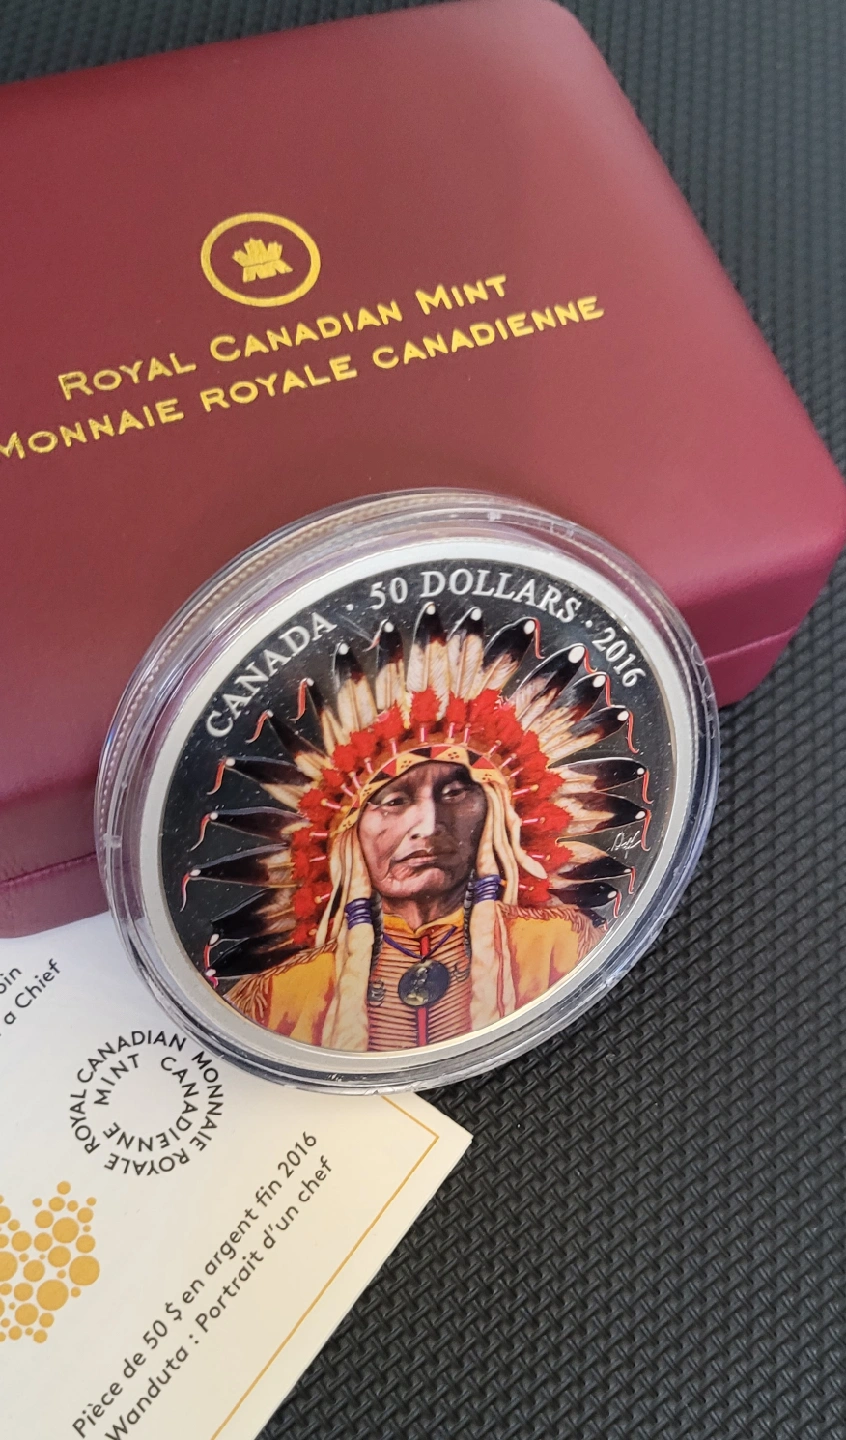 ROYAL CANADIAN MINT
MONNAIE ROYALE CANADIENNE
CANADA · 50 DOLLARS · 2016
a Chief
ROYAL CANADIAN MINT
MONNAIE ROYALE CANADIENNE
Pièce de 50 $ en argent fin 2016
Wanduta : Portrait d'un chef